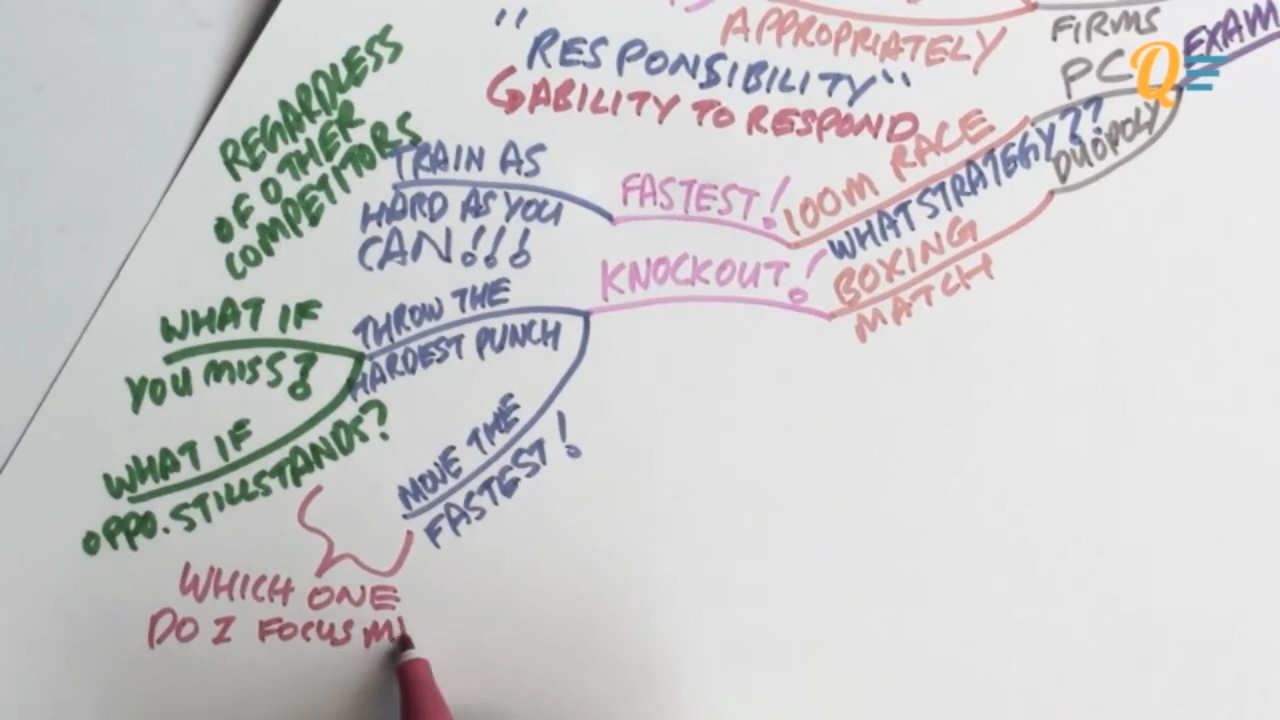 APPROPRIATELY
FIRMS
PC
EXAM
"RESPONSIBILITY"
ABILITY TO RESPOND
REGARDLESS
OF OTHER
COMPETITORS
TRAIN AS
HARD AS YOU
CAN!!!
FASTEST!
100M RACE
WHAT STRATEGY??
DUOPOLY
BOXING
MATCH
KNOCKOUT!
THROW THE
HARDEST PUNCH
WHAT IF
YOU MISS?
WHAT IF
OPPO. STILL STANDS?
MOVE THE
FASTEST!
WHICH ONE
DO I FOCUS M
QE